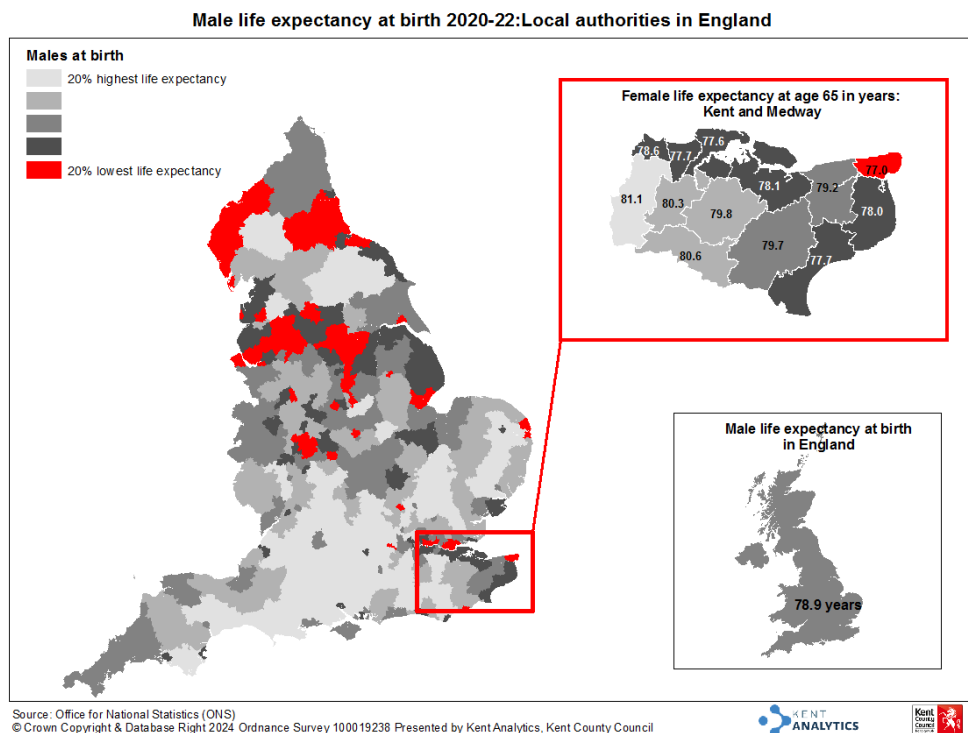 Male life expectancy at birth 2020-22:Local authorities in England
Males at birth
20% highest life expectancy
20% lowest life expectancy
Female life expectancy at age 65 in years:
Kent and Medway
78.6
77.7
77.6
77.0
81.1
80.3
79.8
78.1
79.2
78.0
80.6
79.7
77.7
Male life expectancy at birth
in England
78.9 years
Source: Office for National Statistics (ONS)
© Crown Copyright & Database Right 2024 Ordnance Survey 100019238 Presented by Kent Analytics, Kent County Council
KENT
ANALYTICS
Kent
County
Council